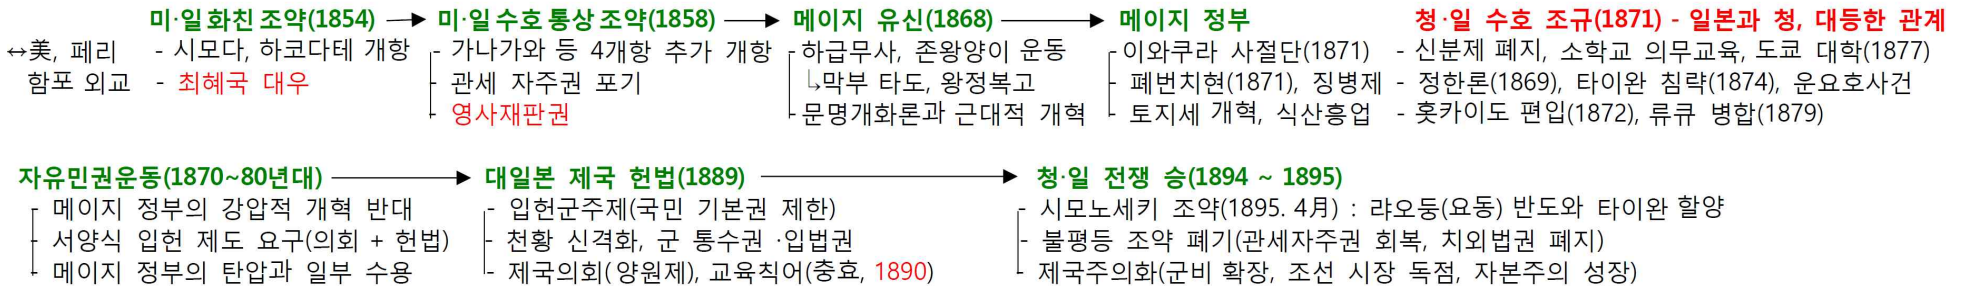 미·일화친 조약(1854) → 미·일수호통상조약(1858) → 메이지 유신(1868) → 메이지 정부 청·일 수호 조규(1871) - 일본과 청, 대등한 관계
↔美, 페리 - 시모다, 하코다테 개항 - 가나가와 등 4개항 추가 개항 - 하급무사, 존왕양이 운동 - 이와쿠라 사절단(1871) - 신분제 폐지, 소학교 의무교육, 도쿄 대학(1877)
함포 외교 - 최혜국 대우 - 관세 자주권 포기 ↳막부 타도, 왕정복고 - 폐번치현(1871), 징병제 - 정한론(1869), 타이완 침략(1874), 운요호사건
- 영사재판권 - 문명개화론과 근대적 개혁 - 토지세 개혁, 식산흥업 - 홋카이도 편입(1872), 류큐 병합(1879)
자유민권운동(1870~80년대) → 대일본 제국 헌법(1889) → 청·일 전쟁 승(1894 ~ 1895)
- 메이지 정부의 강압적 개혁 반대 - 입헌군주제(국민 기본권 제한) - 시모노세키 조약(1895. 4月) : 랴오둥(요동) 반도와 타이완 할양
- 서양식 입헌 제도 요구(의회 + 헌법) - 천황 신격화, 군 통수권 ·입법권 - 불평등 조약 폐기(관세자주권 회복, 치외법권 폐지)
- 메이지 정부의 탄압과 일부 수용 - 제국의회(양원제), 교육칙어(충효, 1890) - 제국주의화(군비 확장, 조선 시장 독점, 자본주의 성장)